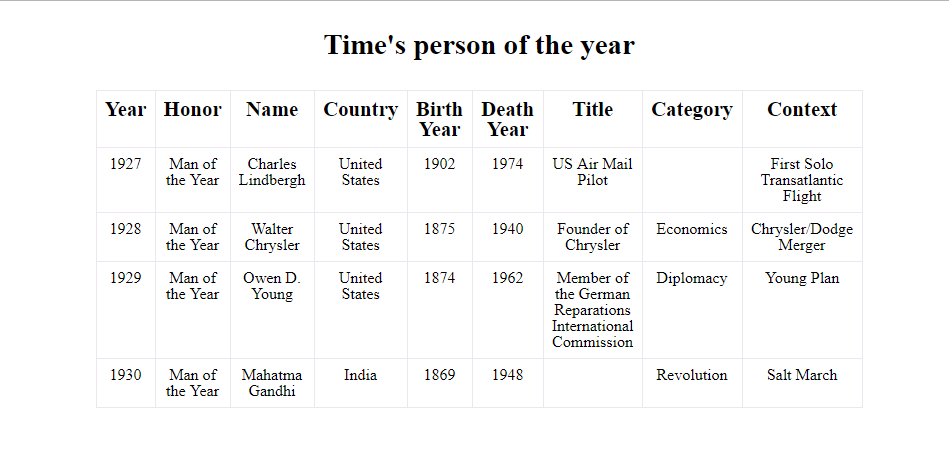 Time's person of the year
Year Honor Name Country Birth Year Death Year Title Category Context
1927 Man of the Year Charles Lindbergh United States 1902 1974 US Air Mail Pilot First Solo Transatlantic Flight
1928 Man of the Year Walter Chrysler United States 1875 1940 Founder of Chrysler Economics Chrysler/Dodge Merger
1929 Man of the Year Owen D. Young United States 1874 1962 Member of the German Reparations International Commission Diplomacy Young Plan
1930 Man of the Year Mahatma Gandhi India 1869 1948 Revolution Salt March